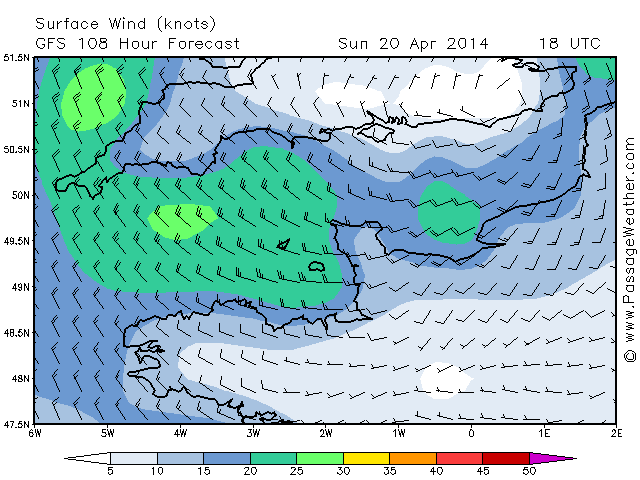 Surface Wind (knots)
GFS 108 Hour Forecast Sun 20 Apr 2014 18 UTC
51.5N
51N
50.5N
50N
49.5N
49N
48.5N
48N
47.5N
6W 5W 4W 3W 2W 1W 0 1E 2E
5 10 15 20 25 30 35 40 45 50
© www.PassageWeather.com